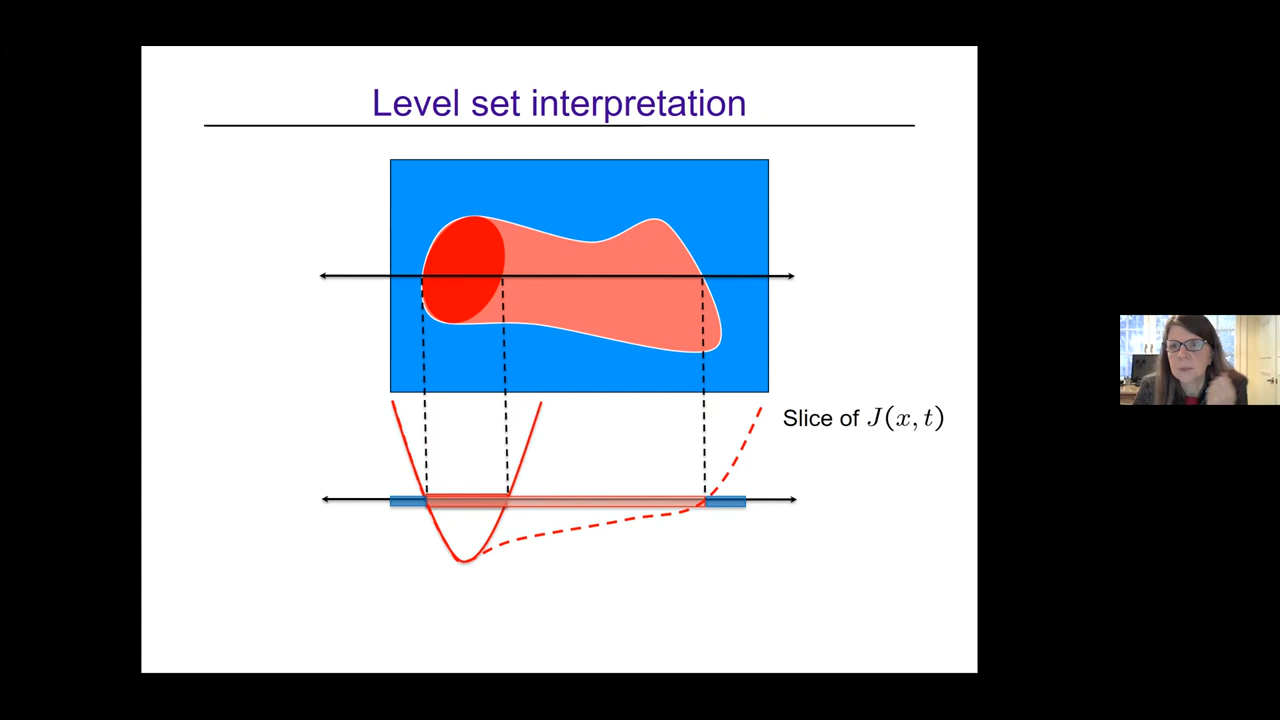 Level set interpretation
Slice of J(x, t)